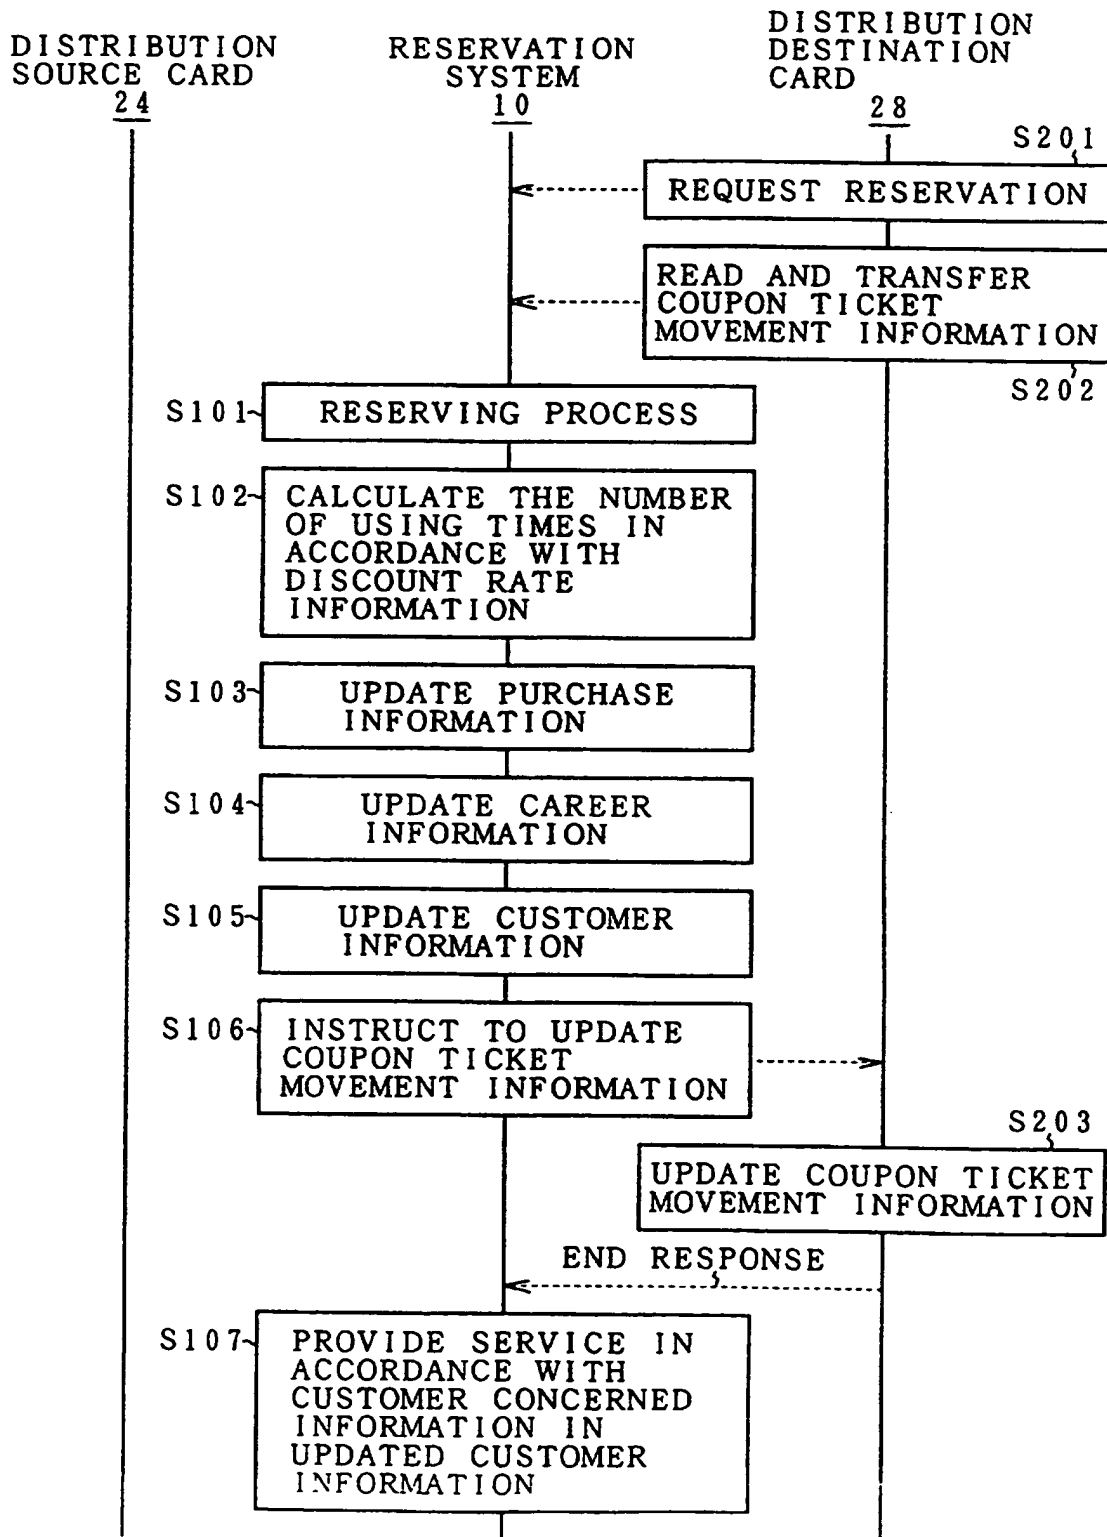 DISTRIBUTION
SOURCE CARD
24
RESERVATION
SYSTEM
10
DISTRIBUTION
DESTINATION
CARD
28
S201
REQUEST RESERVATION
READ AND TRANSFER
COUPON TICKET
MOVEMENT INFORMATION
S202
S101
RESERVING PROCESS
S102
CALCULATE THE NUMBER
OF USING TIMES IN
ACCORDANCE WITH
DISCOUNT RATE
INFORMATION
S103
UPDATE PURCHASE
INFORMATION
S104
UPDATE CAREER
INFORMATION
S105
UPDATE CUSTOMER
INFORMATION
S106
INSTRUCT TO UPDATE
COUPON TICKET
MOVEMENT INFORMATION
S203
UPDATE COUPON TICKET
MOVEMENT INFORMATION
END RESPONSE
S107
PROVIDE SERVICE IN
ACCORDANCE WITH
CUSTOMER CONCERNED
INFORMATION IN
UPDATED CUSTOMER
INFORMATION